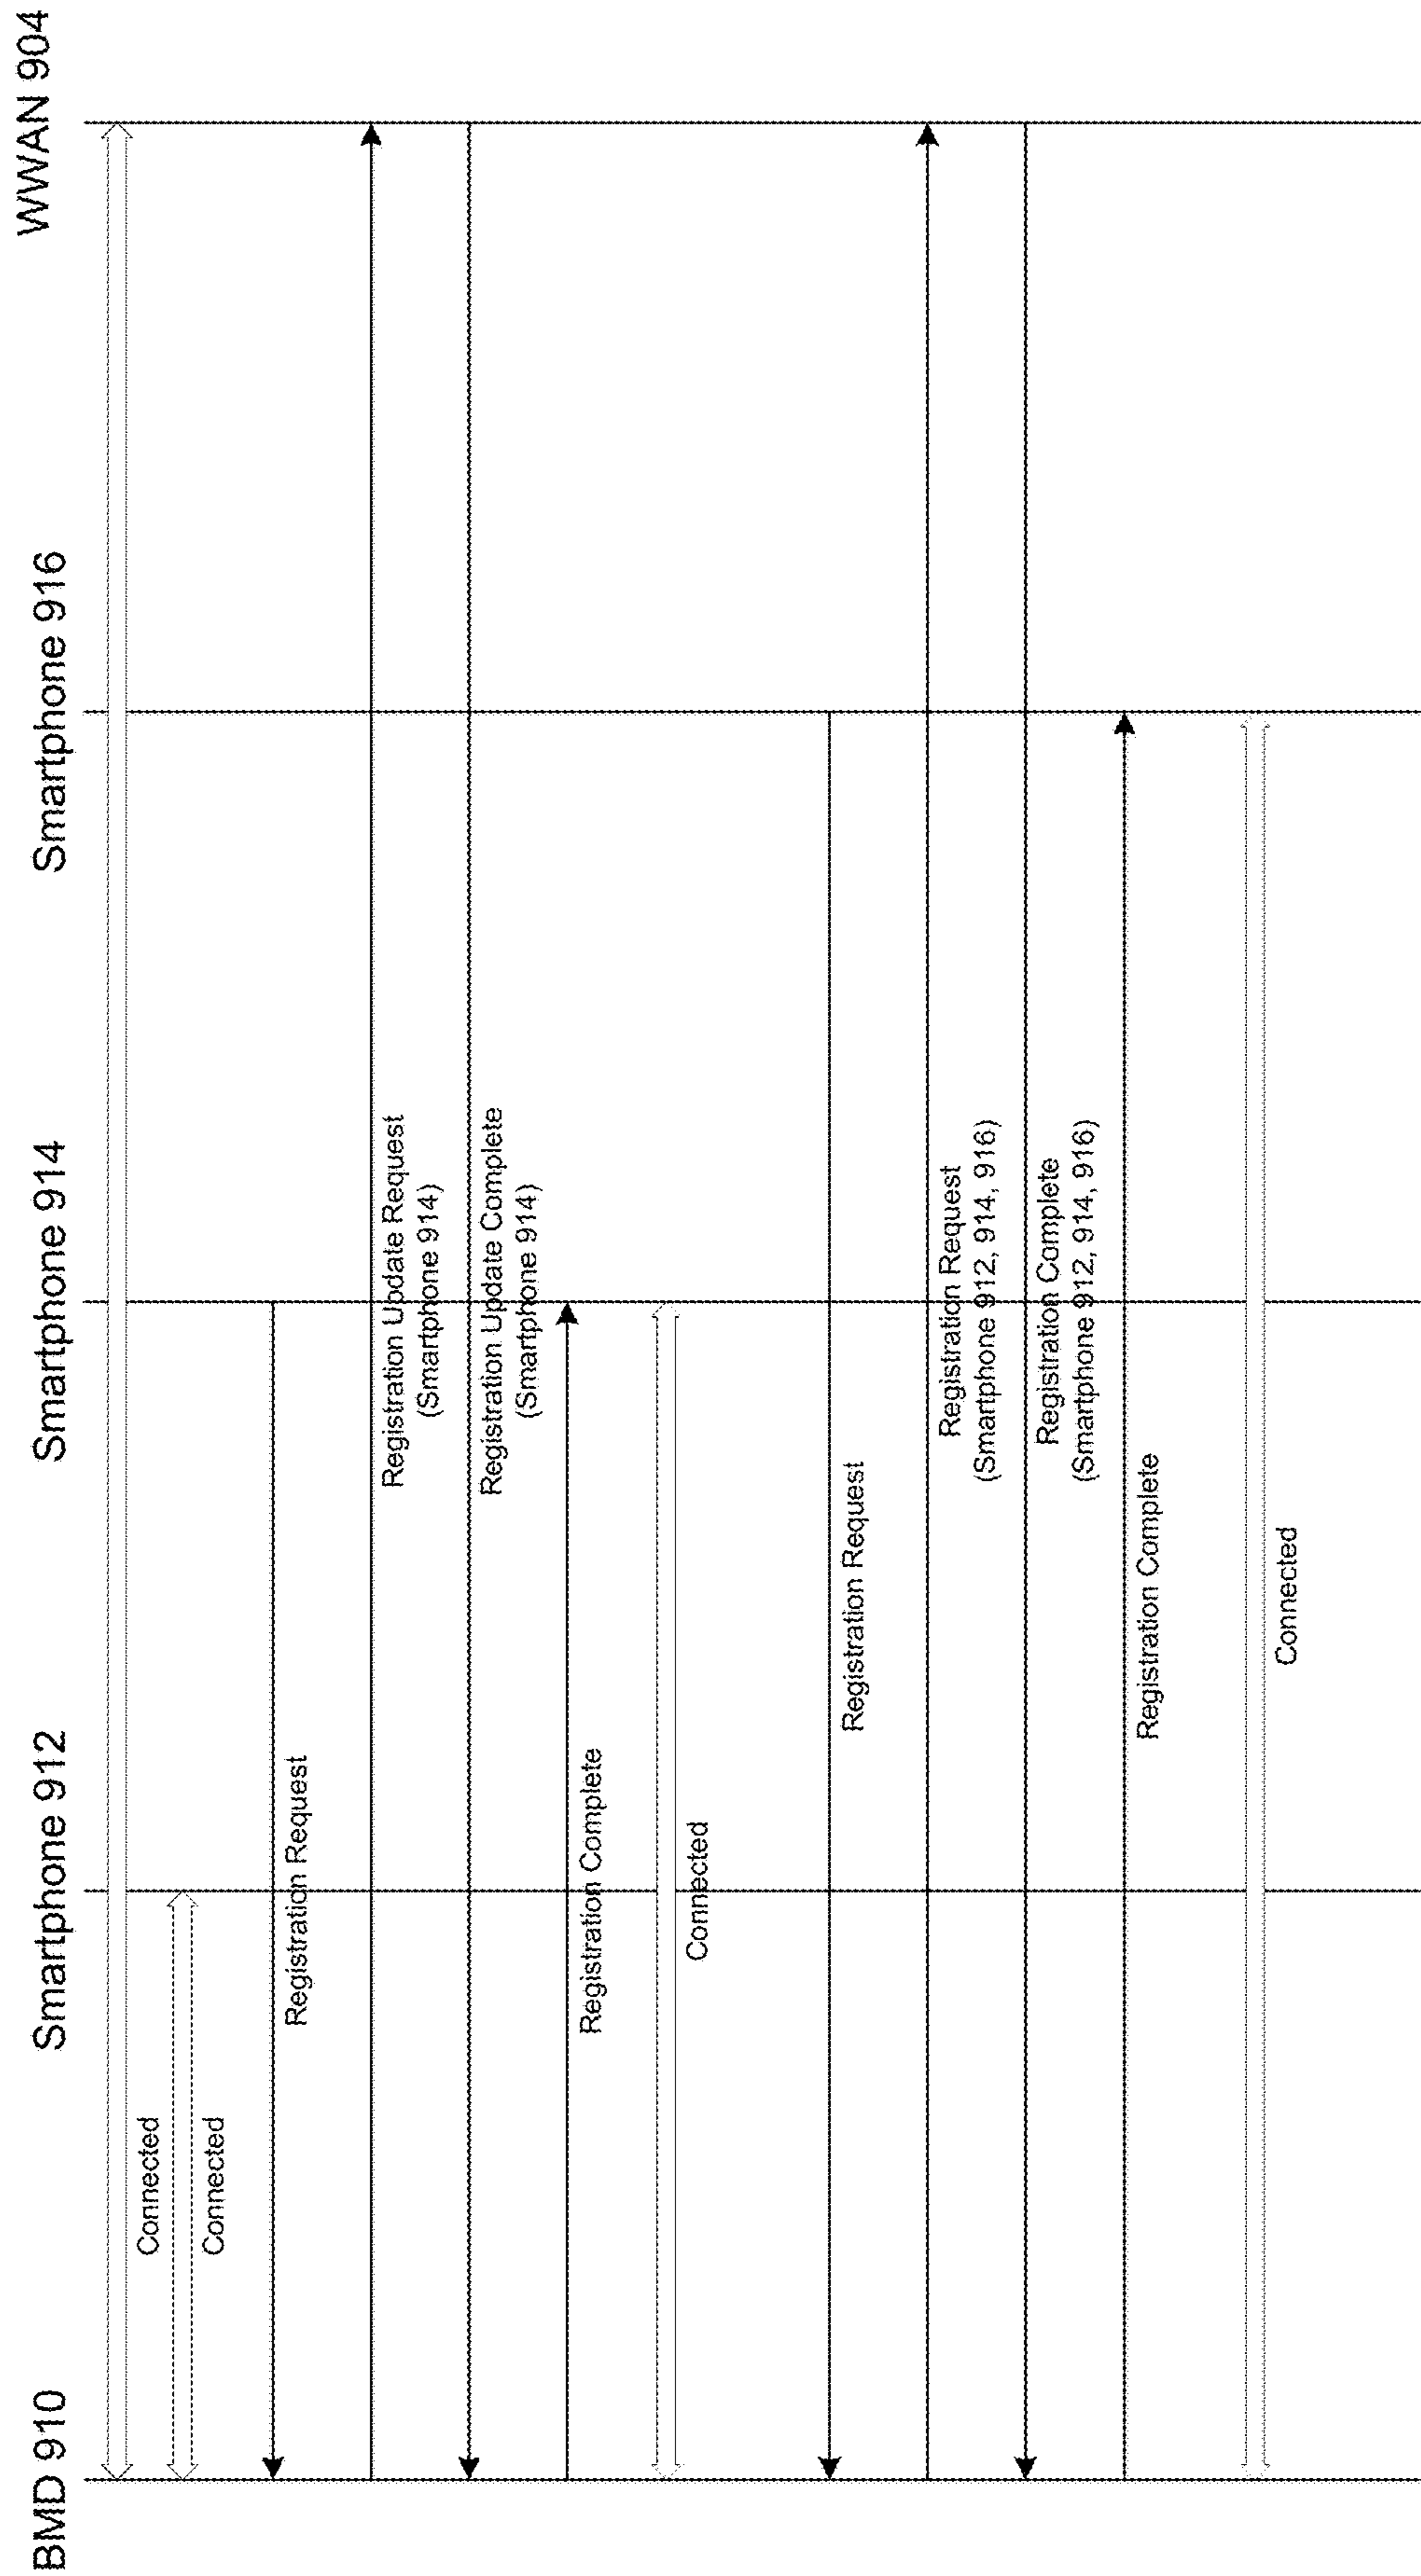 BMD 910
Smartphone 912
Smartphone 914
Smartphone 916
WWAN 904
Connected
Connected
Registration Request
Registration Update Request
(Smartphone 914)
Registration Update Complete
(Smartphone 914)
Registration Complete
Connected
Registration Request
Registration Request
(Smartphone 912, 914, 916)
Registration Complete
(Smartphone 912, 914, 916)
Registration Complete
Connected